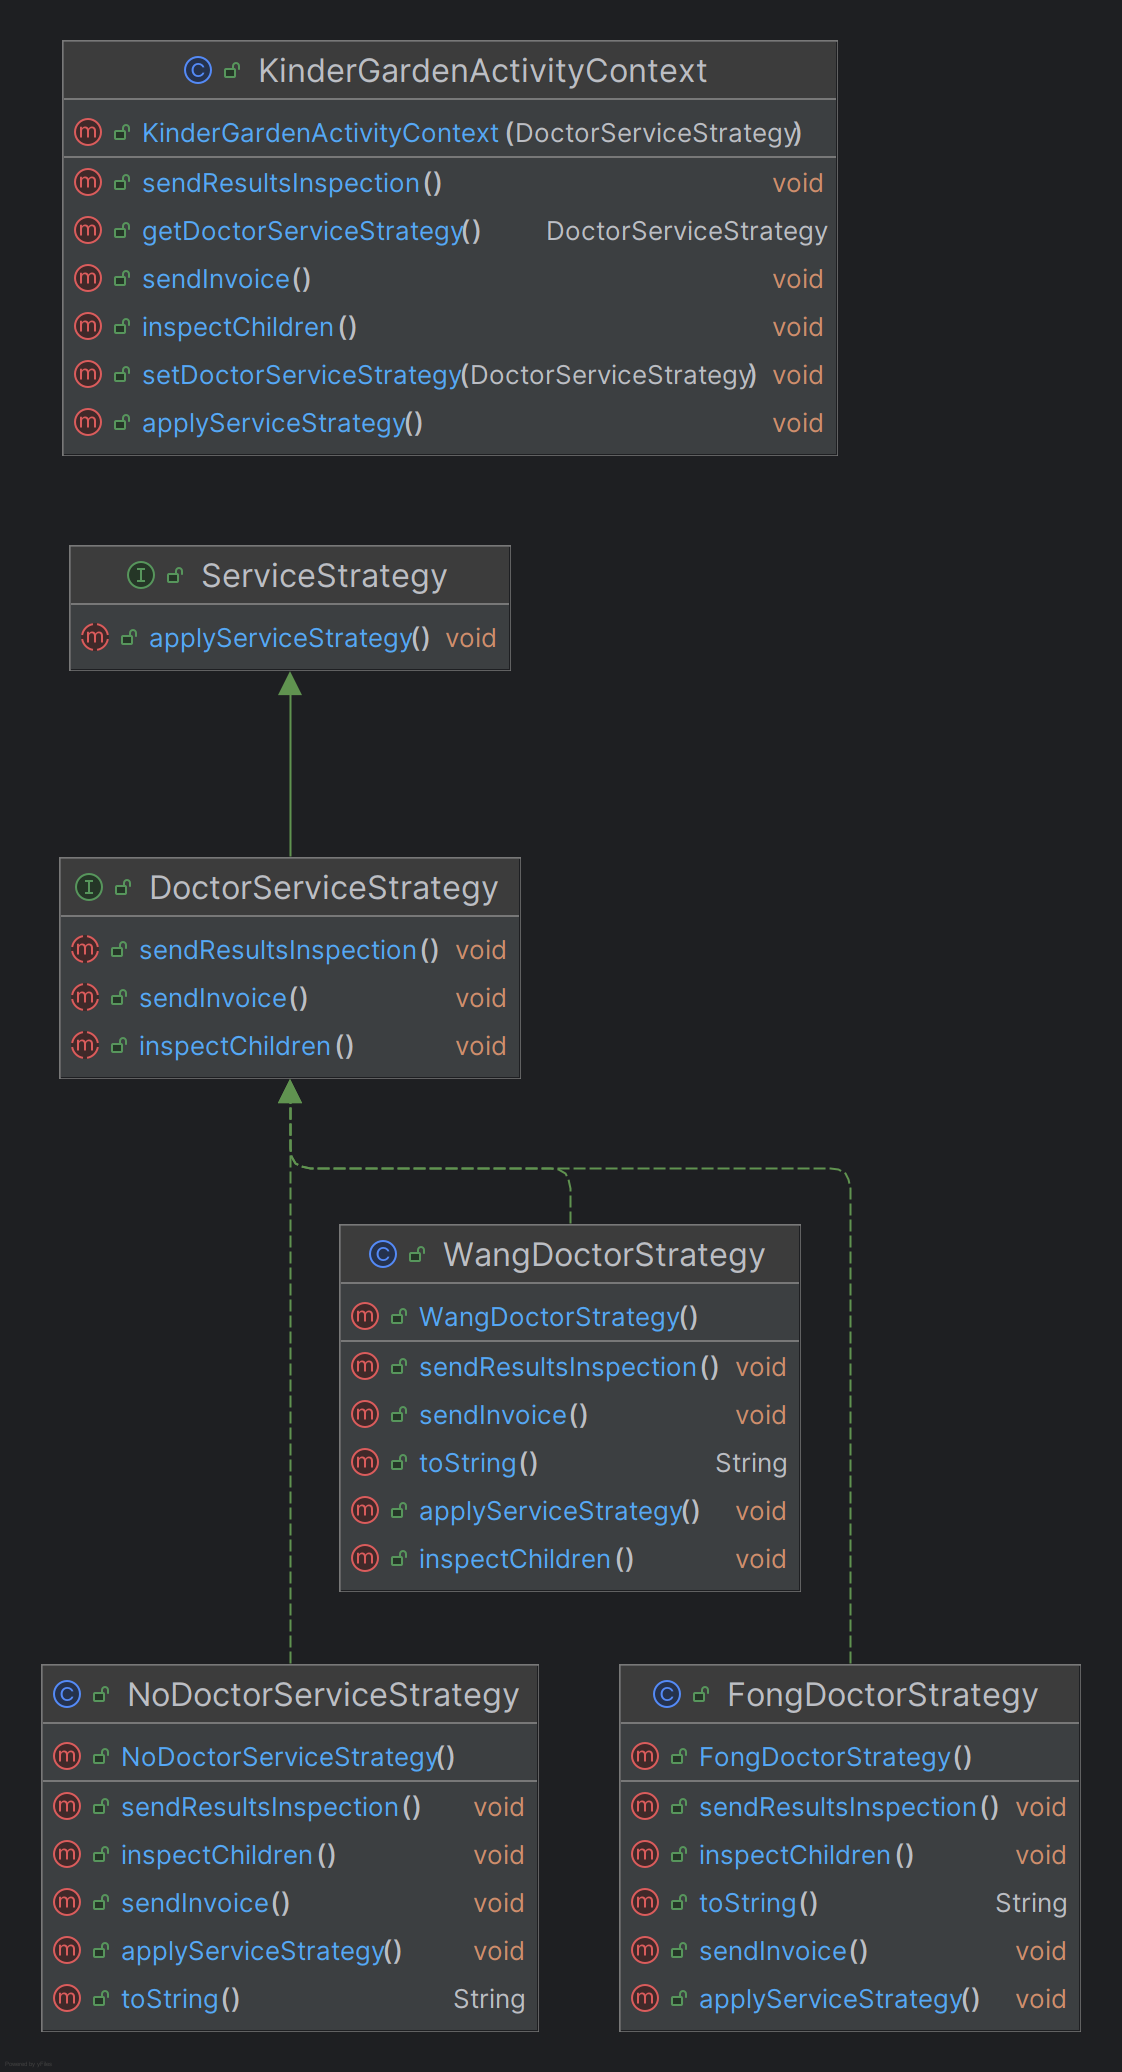 KinderGardenActivityContext
KinderGardenActivityContext(DoctorServiceStrategy)
sendResultsInspection() void
getDoctorServiceStrategy() DoctorServiceStrategy
sendInvoice() void
inspectChildren() void
setDoctorServiceStrategy(DoctorServiceStrategy) void
applyServiceStrategy() void
ServiceStrategy
applyServiceStrategy() void
DoctorServiceStrategy
sendResultsInspection() void
sendInvoice() void
inspectChildren() void
WangDoctorStrategy
WangDoctorStrategy()
sendResultsInspection() void
sendInvoice() void
toString() String
applyServiceStrategy() void
inspectChildren() void
NoDoctorServiceStrategy
NoDoctorServiceStrategy()
sendResultsInspection() void
inspectChildren() void
sendInvoice() void
applyServiceStrategy() void
toString() String
FongDoctorStrategy
FongDoctorStrategy()
sendResultsInspection() void
inspectChildren() void
toString() String
sendInvoice() void
applyServiceStrategy() void
Powered by yFiles